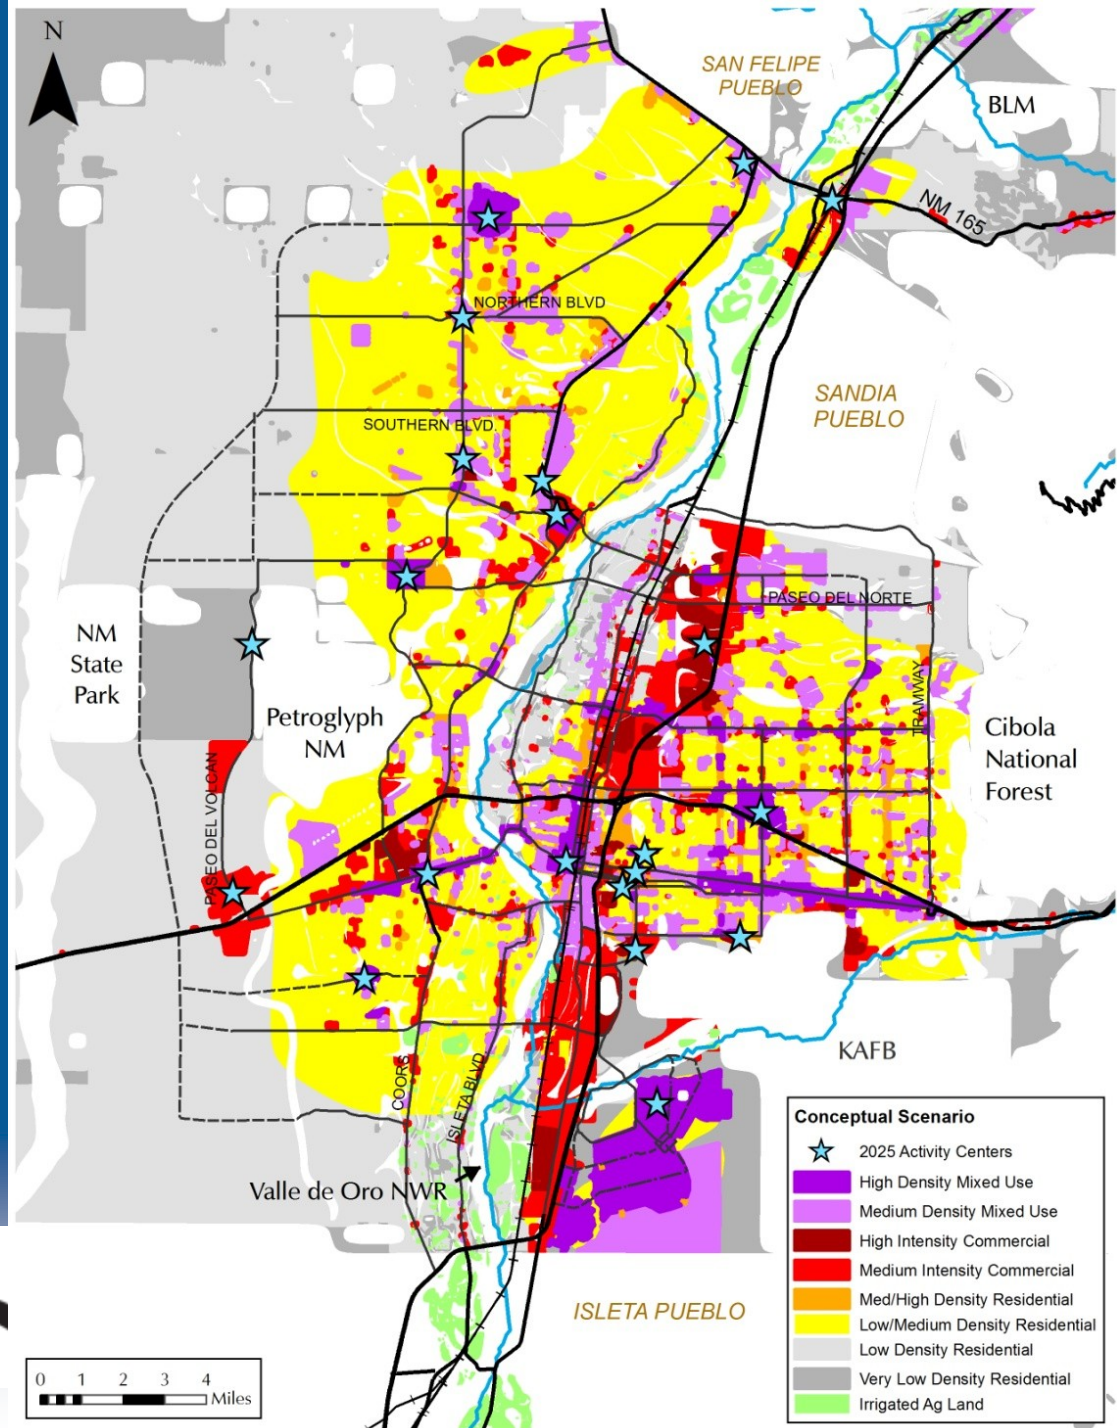 N
SAN FELIPE
PUEBLO
BLM
NM 165
NORTHERN BLVD
SANDIA
PUEBLO
SOUTHERN BLVD.
PASEO DEL NORTE
NM
State
Park
Petroglyph
NM
TRAMWAY
Cibola
National
Forest
PASEO DEL VOLCAN
KAFB
COORS
ISLETA BLVD.
Valle de Oro NWR
ISLETA PUEBLO
Conceptual Scenario
2025 Activity Centers
High Density Mixed Use
Medium Density Mixed Use
High Intensity Commercial
Medium Intensity Commercial
Med/High Density Residential
Low/Medium Density Residential
Low Density Residential
Very Low Density Residential
Irrigated Ag Land
0 1 2 3 4
Miles